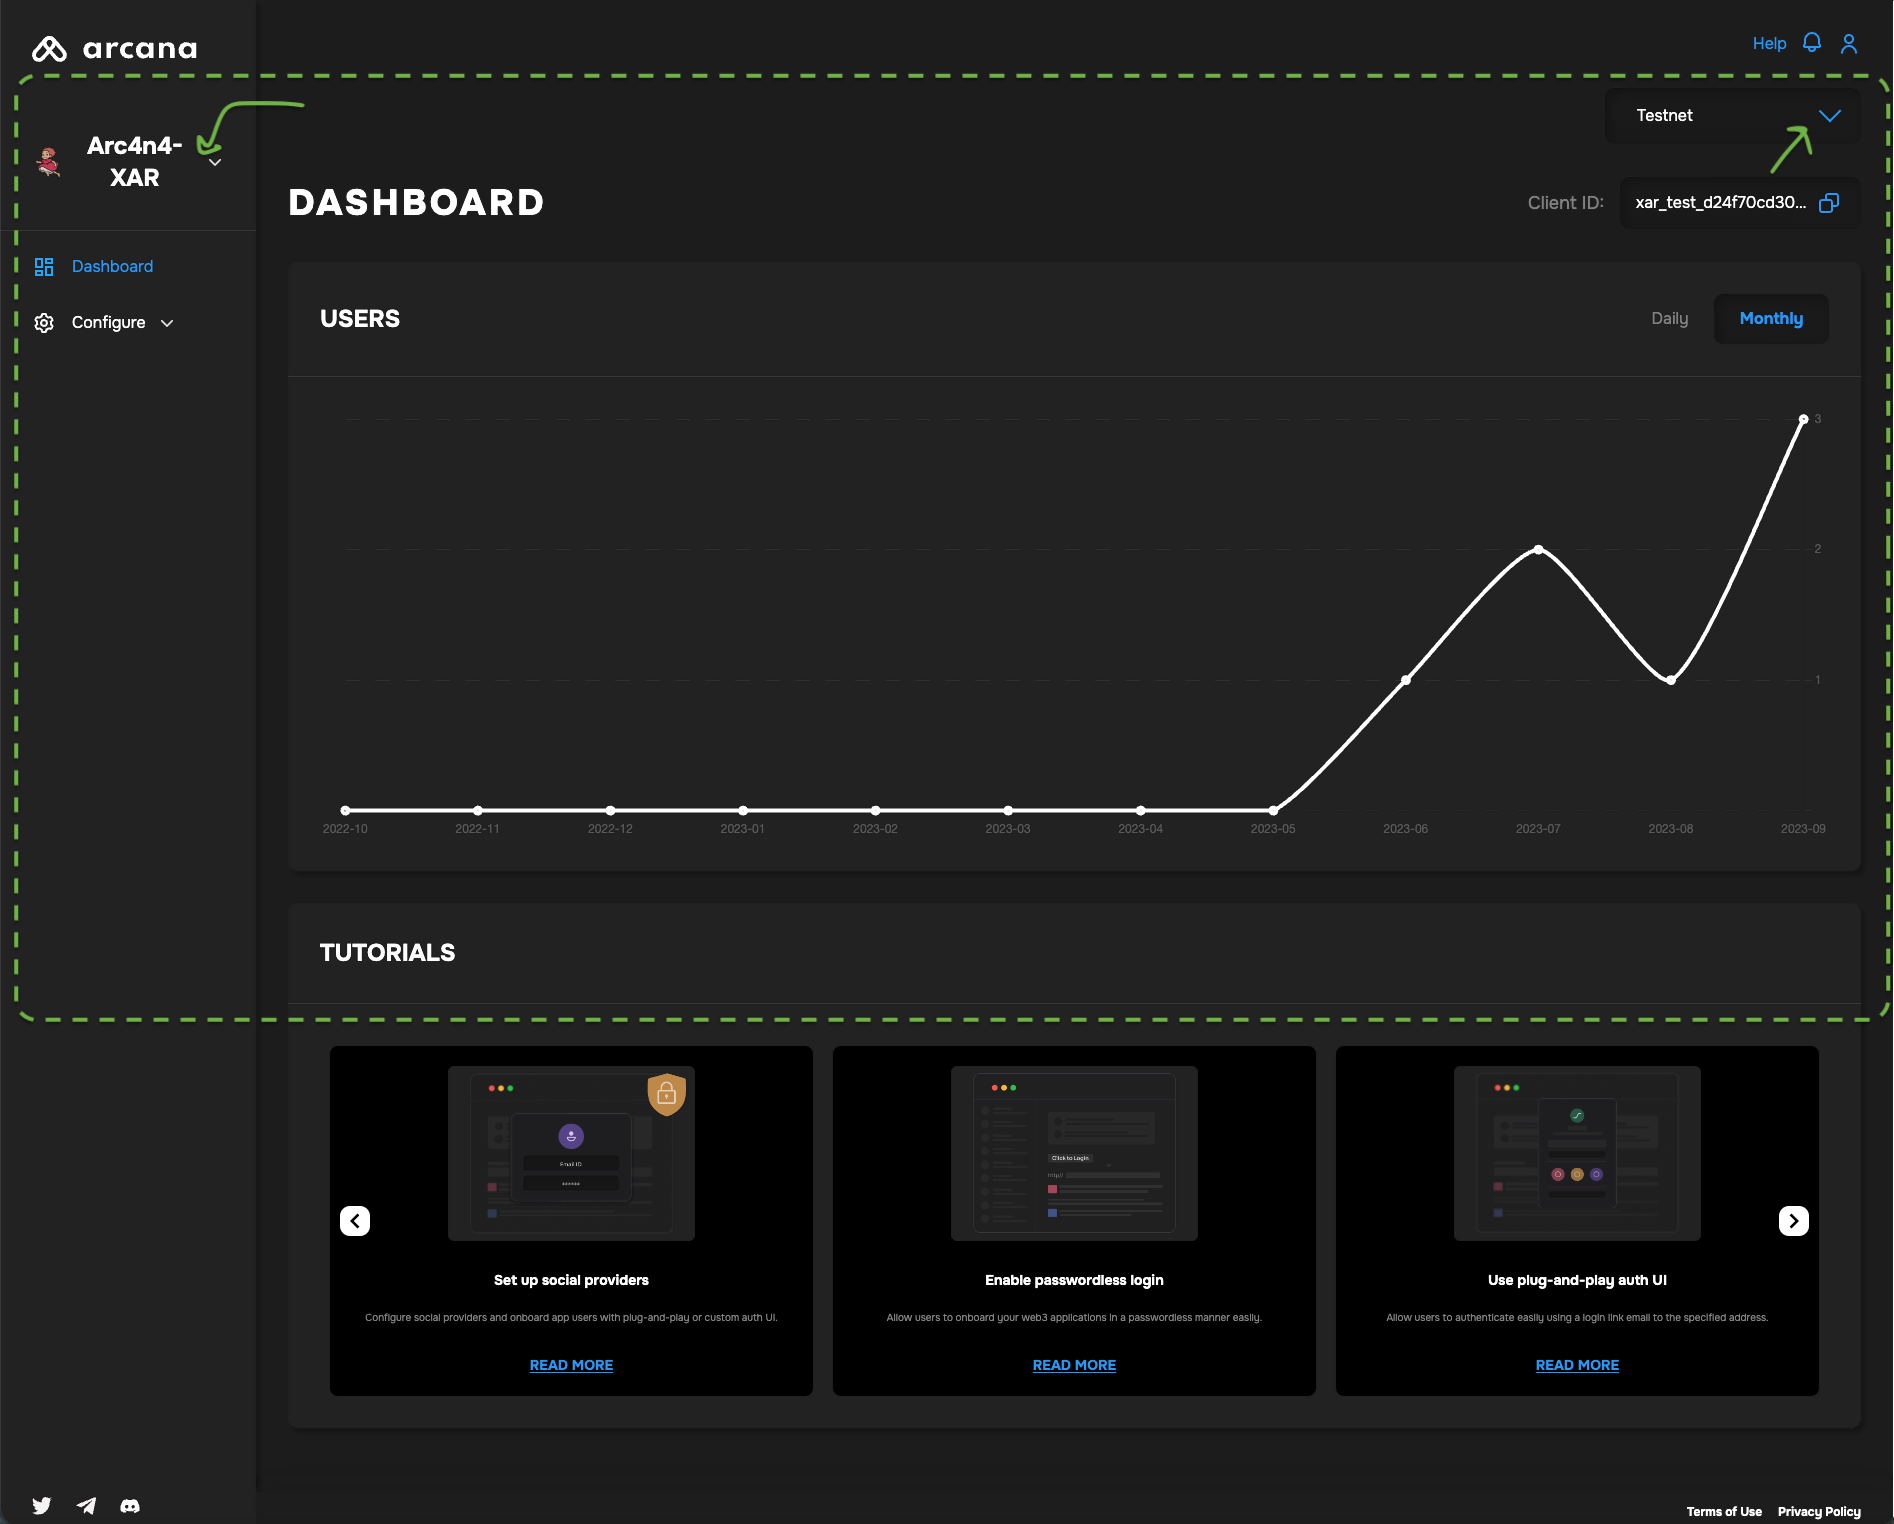 arcana
Help
Arc4n4-
XAR
Testnet
DASHBOARD
Client ID:
xar_test_d24f70cd30...
Dashboard
Configure
USERS
Daily
Monthly
3
2
1
2022-10
2022-11
2022-12
2023-01
2023-02
2023-03
2023-04
2023-05
2023-06
2023-07
2023-08
2023-09
TUTORIALS
Email ID
******
Click to Login
http://
Set up social providers
Configure social providers and onboard app users with plug-and-play or custom auth UI.
READ MORE
Enable passwordless login
Allow users to onboard your web3 applications in a passwordless manner easily.
READ MORE
Use plug-and-play auth UI
Allow users to authenticate easily using a login link email to the specified address.
READ MORE
Terms of Use
Privacy Policy